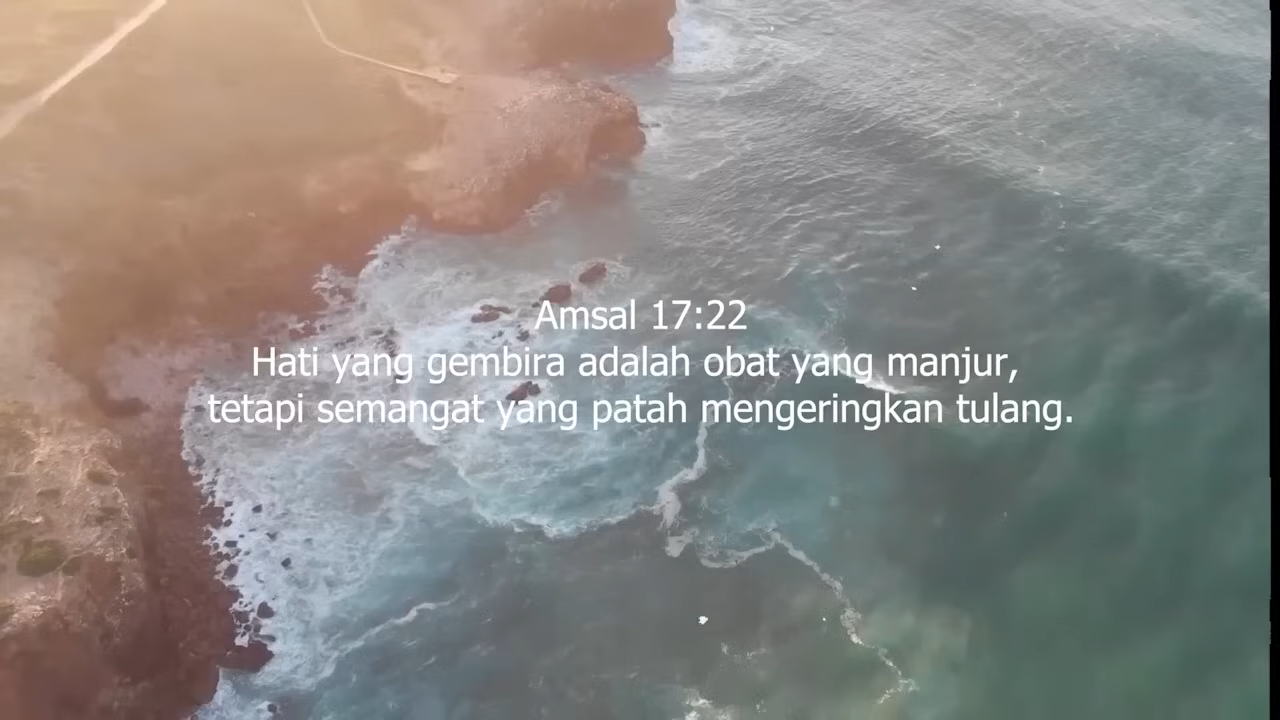 Amsal 17:22
Hati yang gembira adalah obat yang manjur,
tetapi semangat yang patah mengeringkan tulang.